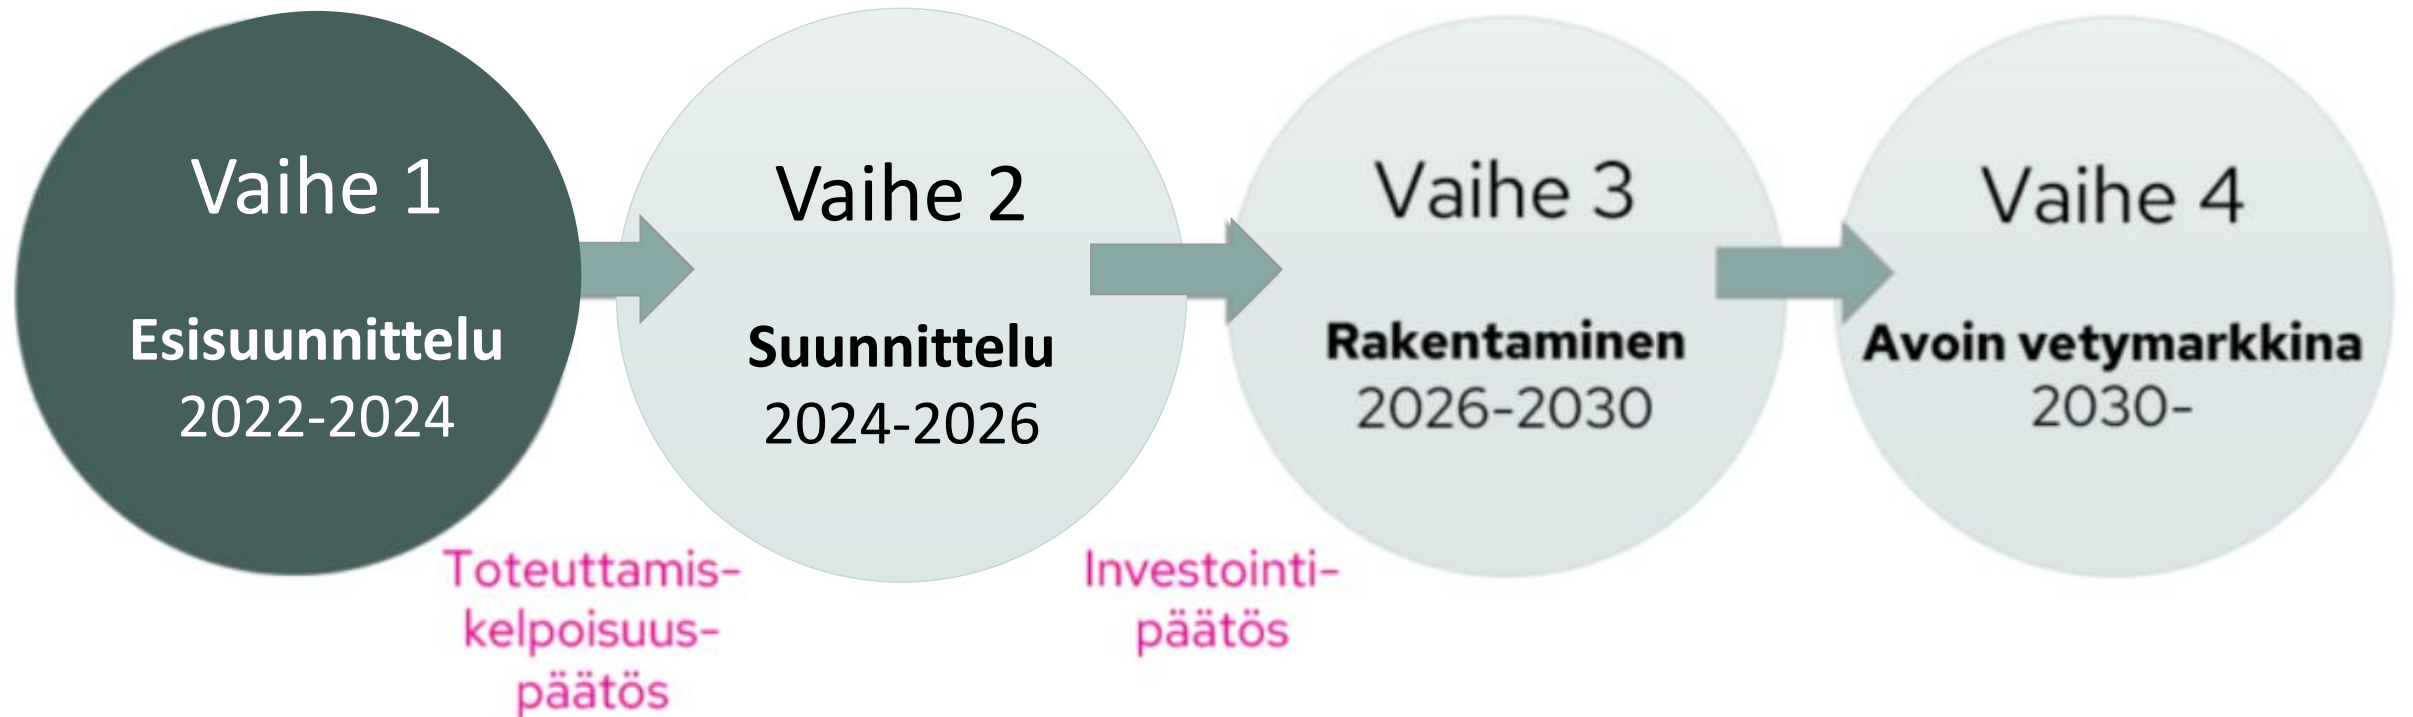 Vaihe 1
Esisuunnittelu
2022-2024
Vaihe 2
Suunnittelu
2024-2026
Vaihe 3
Rakentaminen
2026-2030
Vaihe 4
Avoin vetymarkkina
2030-
Toteuttamis-
kelpoisuus-
päätös
Investointi-
päätös